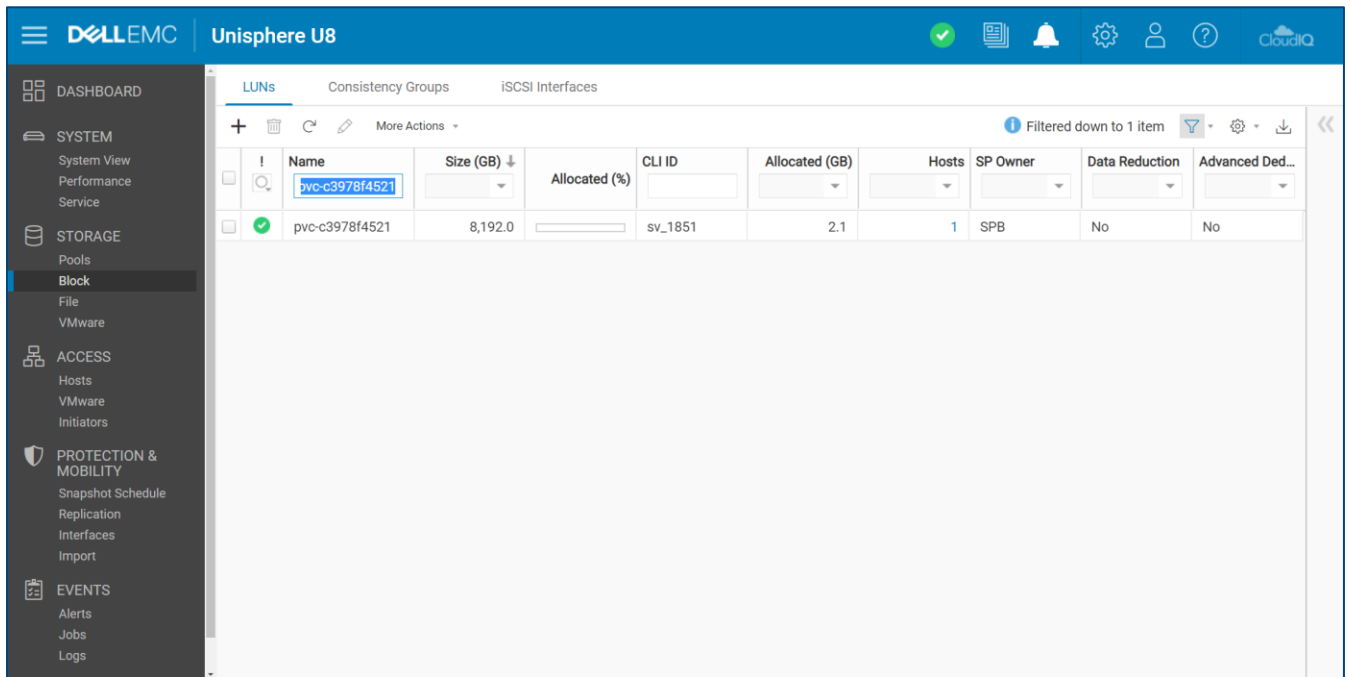 DELLEMC Unisphere U8 CloudIQ
DASHBOARD
SYSTEM
System View
Performance
Service
STORAGE
Pools
Block
File
VMware
ACCESS
Hosts
VMware
Initiators
PROTECTION &
MOBILITY
Snapshot Schedule
Replication
Interfaces
Import
EVENTS
Alerts
Jobs
Logs
LUNs Consistency Groups iSCSI Interfaces
More Actions Filtered down to 1 item
! Name Size (GB) Allocated (%) CLI ID Allocated (GB) Hosts SP Owner Data Reduction Advanced Ded...
pvc-c3978f4521
pvc-c3978f4521 8,192.0 sv_1851 2.1 1 SPB No No